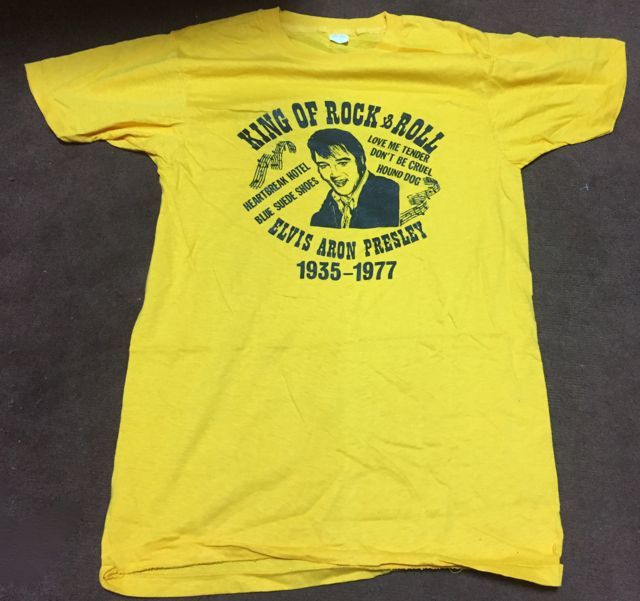 KING OF ROCK & ROLL
HEARTBREAK HOTEL
BLUE SUEDE SHOES
LOVE ME TENDER
DON'T BE CRUEL
HOUND DOG
ELVIS ARON PRESLEY
1935-1977